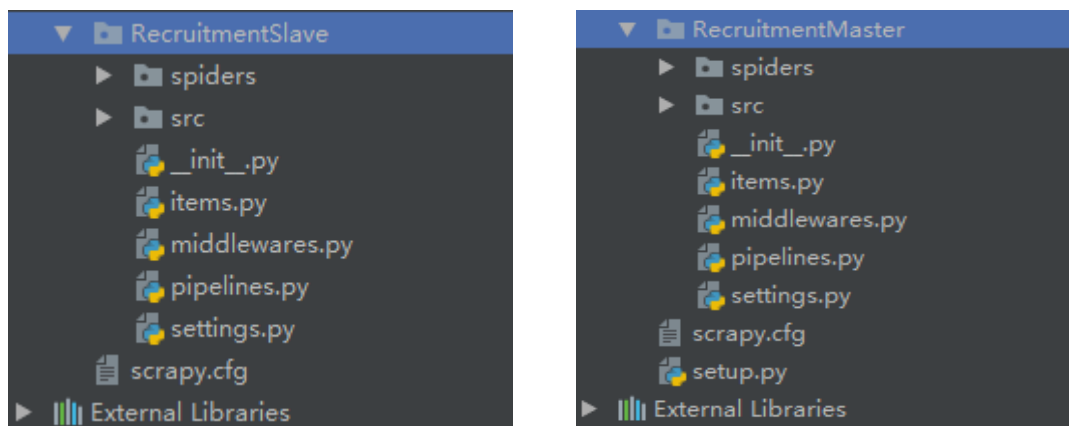 RecruitmentSlave
spiders
src
__init__.py
items.py
middlewares.py
pipelines.py
settings.py
scrapy.cfg
External Libraries
RecruitmentMaster
spiders
src
__init__.py
items.py
middlewares.py
pipelines.py
settings.py
scrapy.cfg
setup.py
External Libraries